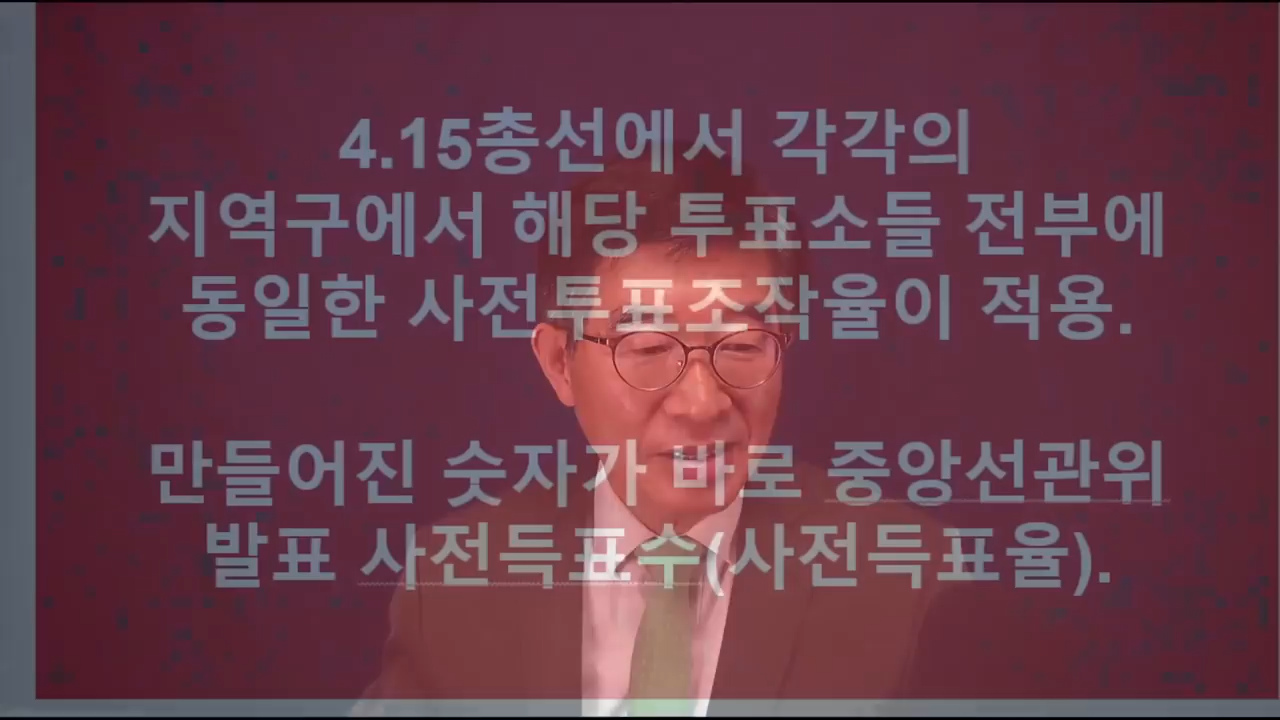 4.15총선에서 각각의
지역구에서 해당 투표소들 전부에
동일한 사전투표조작율이 적용.
만들어진 숫자가 바로 중앙선관위
발표 사전득표수(사전득표율).